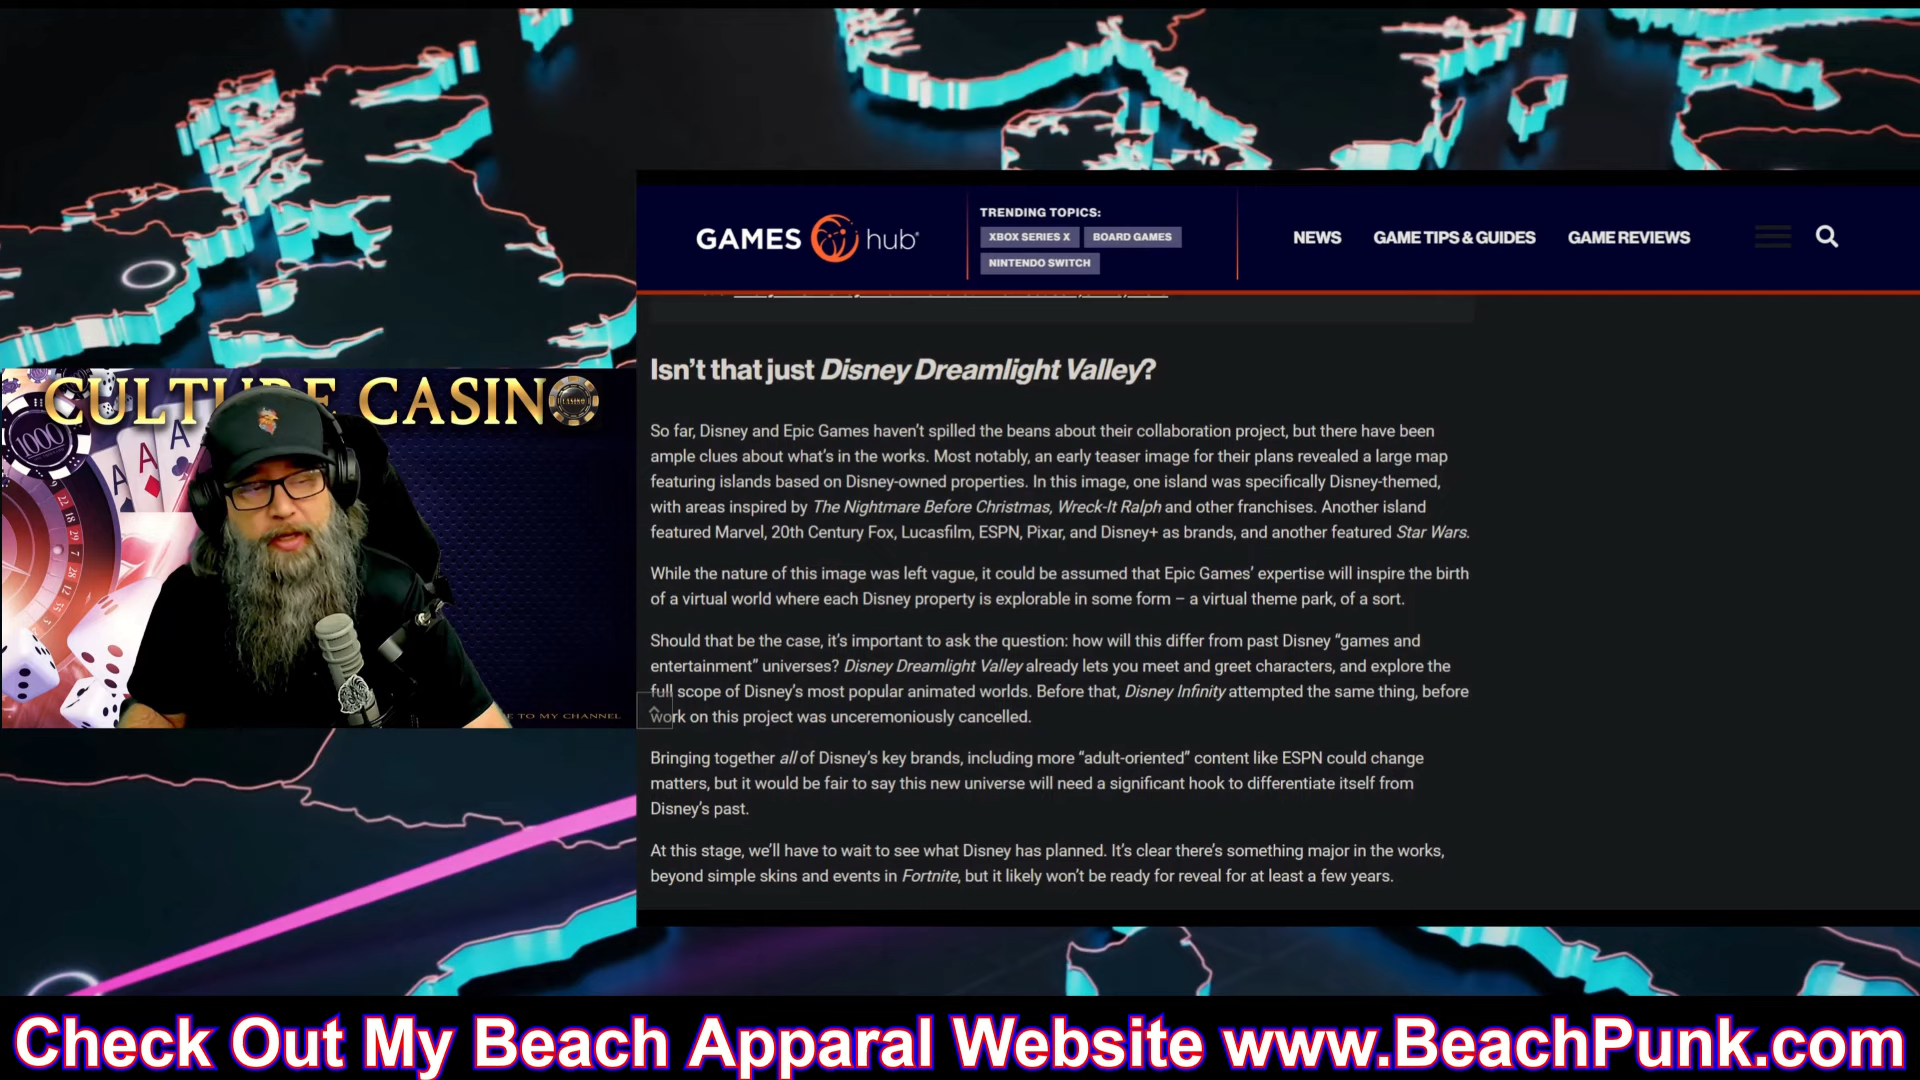 GAMES hub
TRENDING TOPICS:
XBOX SERIES X
BOARD GAMES
NINTENDO SWITCH
NEWS
GAME TIPS & GUIDES
GAME REVIEWS
Isn't that just Disney Dreamlight Valley?
So far, Disney and Epic Games haven't spilled the beans about their collaboration project, but there have been
ample clues about what's in the works. Most notably, an early teaser image for their plans revealed a large map
featuring islands based on Disney-owned properties. In this image, one island was specifically Disney-themed,
with areas inspired by The Nightmare Before Christmas, Wreck-It Ralph and other franchises. Another island
featured Marvel, 20th Century Fox, Lucasfilm, ESPN, Pixar, and Disney+ as brands, and another featured Star Wars.
While the nature of this image was left vague, it could be assumed that Epic Games' expertise will inspire the birth
of a virtual world where each Disney property is explorable in some form – a virtual theme park, of a sort.
Should that be the case, it's important to ask the question: how will this differ from past Disney "games and
entertainment" universes? Disney Dreamlight Valley already lets you meet and greet characters, and explore the
full scope of Disney's most popular animated worlds. Before that, Disney Infinity attempted the same thing, before
work on this project was unceremoniously cancelled.
Bringing together all of Disney's key brands, including more "adult-oriented" content like ESPN could change
matters, but it would be fair to say this new universe will need a significant hook to differentiate itself from
Disney's past.
At this stage, we'll have to wait to see what Disney has planned. It's clear there's something major in the works,
beyond simple skins and events in Fortnite, but it likely won't be ready for reveal for at least a few years.
CULTURE CASINO
1000
A A A
TO MY CHANNEL
Check Out My Beach Apparal Website www.BeachPunk.com